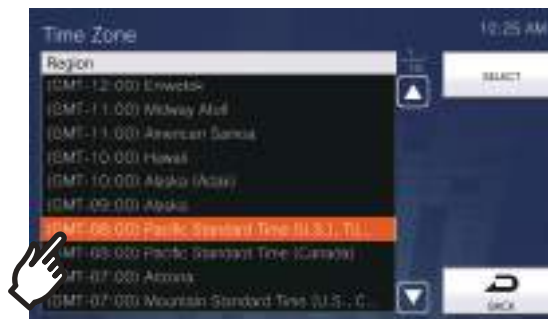 Time Zone
10:25 AM
Region
SELECT
(GMT-12:00) Eniwetok
(GMT-11:00) Midway Atoll
(GMT-11:00) American Samoa
(GMT-10:00) Hawaii
(GMT-10:00) Alaska (Adak)
(GMT-09:00) Alaska
(GMT-08:00) Pacific Standard Time (U.S.), Ti(...
(GMT-08:00) Pacific Standard Time (Canada)
(GMT-07:00) Arizona
(GMT-07:00) Mountain Standard Time (U.S., C...
BACK